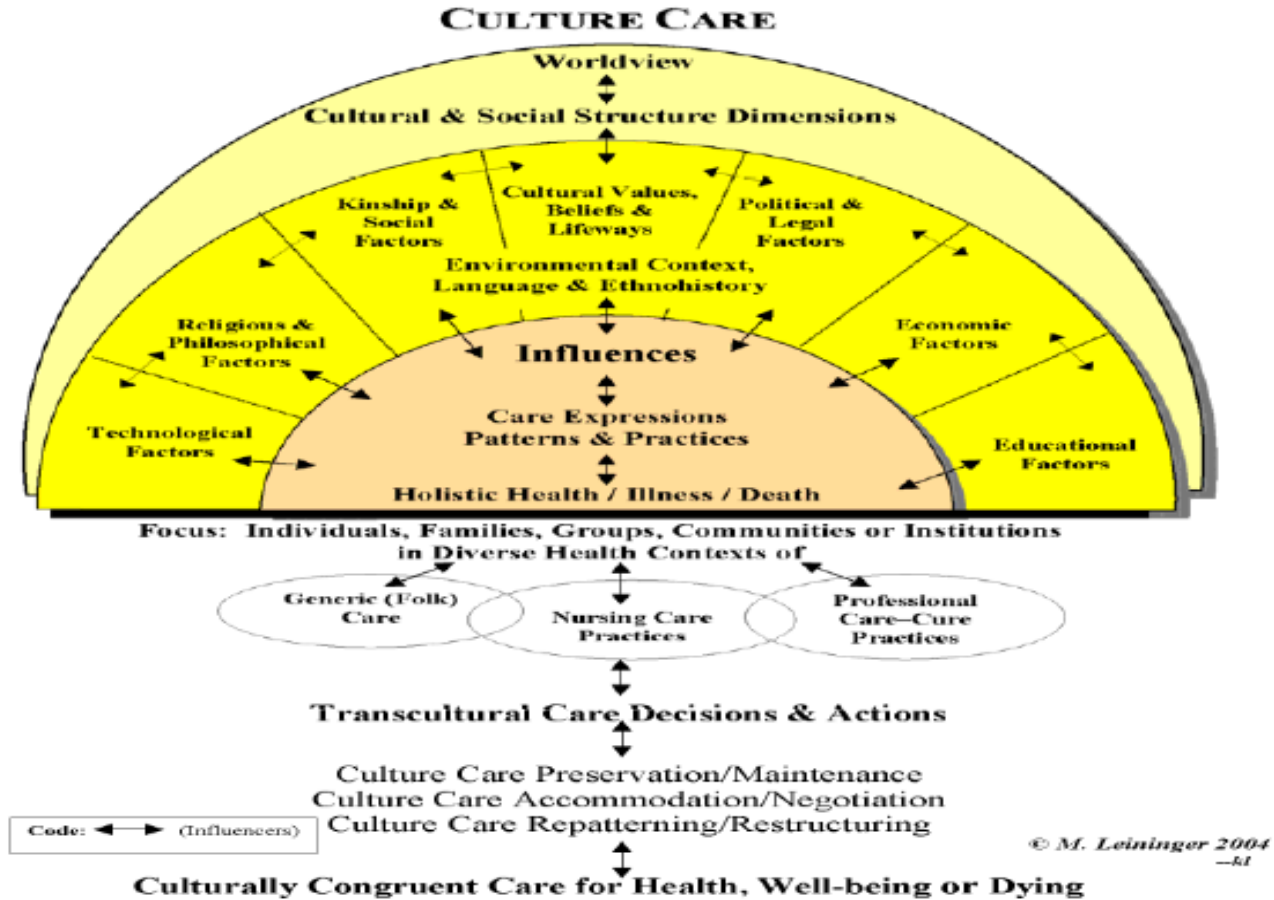 CULTURE CARE
Worldview
Cultural & Social Structure Dimensions
Kinship &
Social
Factors
Cultural Values,
Beliefs &
Lifeways
Political &
Legal
Factors
Environmental Context,
Language & Ethnohistory
Religious &
Philosophical
Factors
Economic
Factors
Technological
Factors
Educational
Factors
Influences
Care Expressions
Patterns & Practices
Holistic Health / Illness / Death
Focus: Individuals, Families, Groups, Communities or Institutions
in Diverse Health Contexts of
Generic (Folk)
Care
Nursing Care
Practices
Professional
Care–Cure
Practices
Transcultural Care Decisions & Actions
Culture Care Preservation/Maintenance
Culture Care Accommodation/Negotiation
Culture Care Repatterning/Restructuring
Code: (Influencers)
© M. Leininger 2004
--kl
Culturally Congruent Care for Health, Well-being or Dying